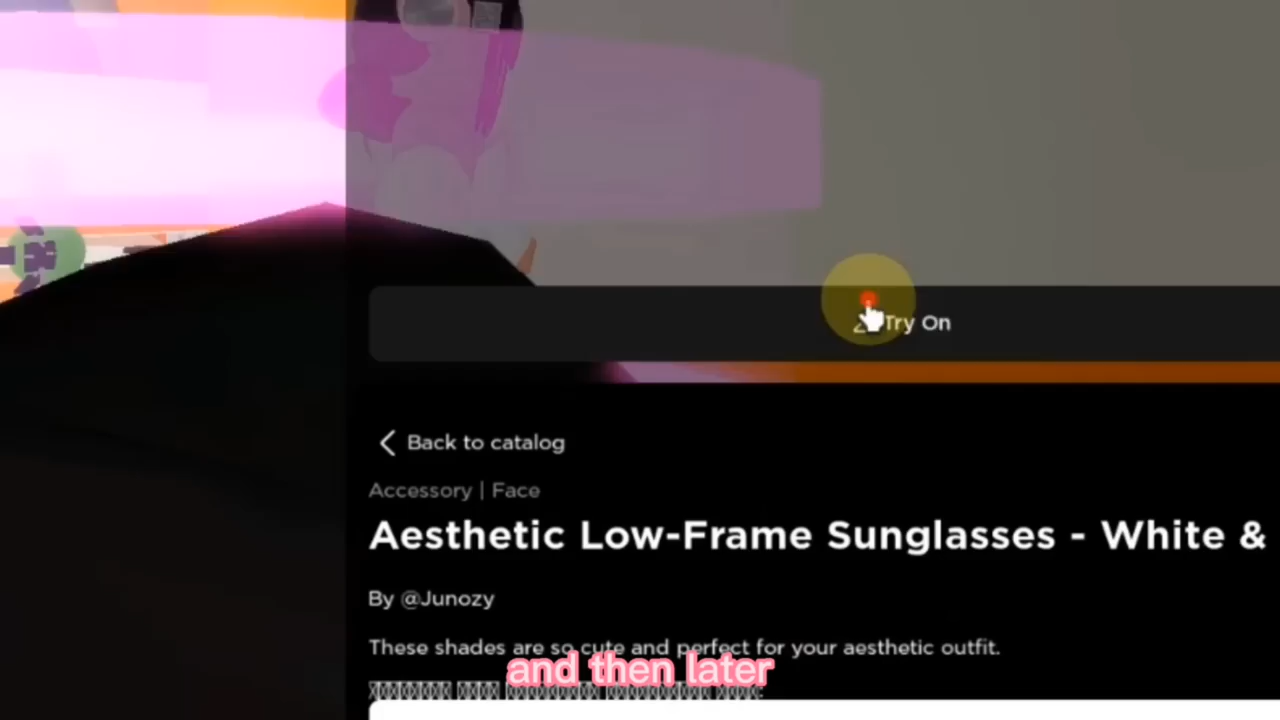 Try On
Back to catalog
Accessory | Face
Aesthetic Low-Frame Sunglasses - White &
By @Junozy
These shades are so cute and perfect for your aesthetic outfit.
and then later